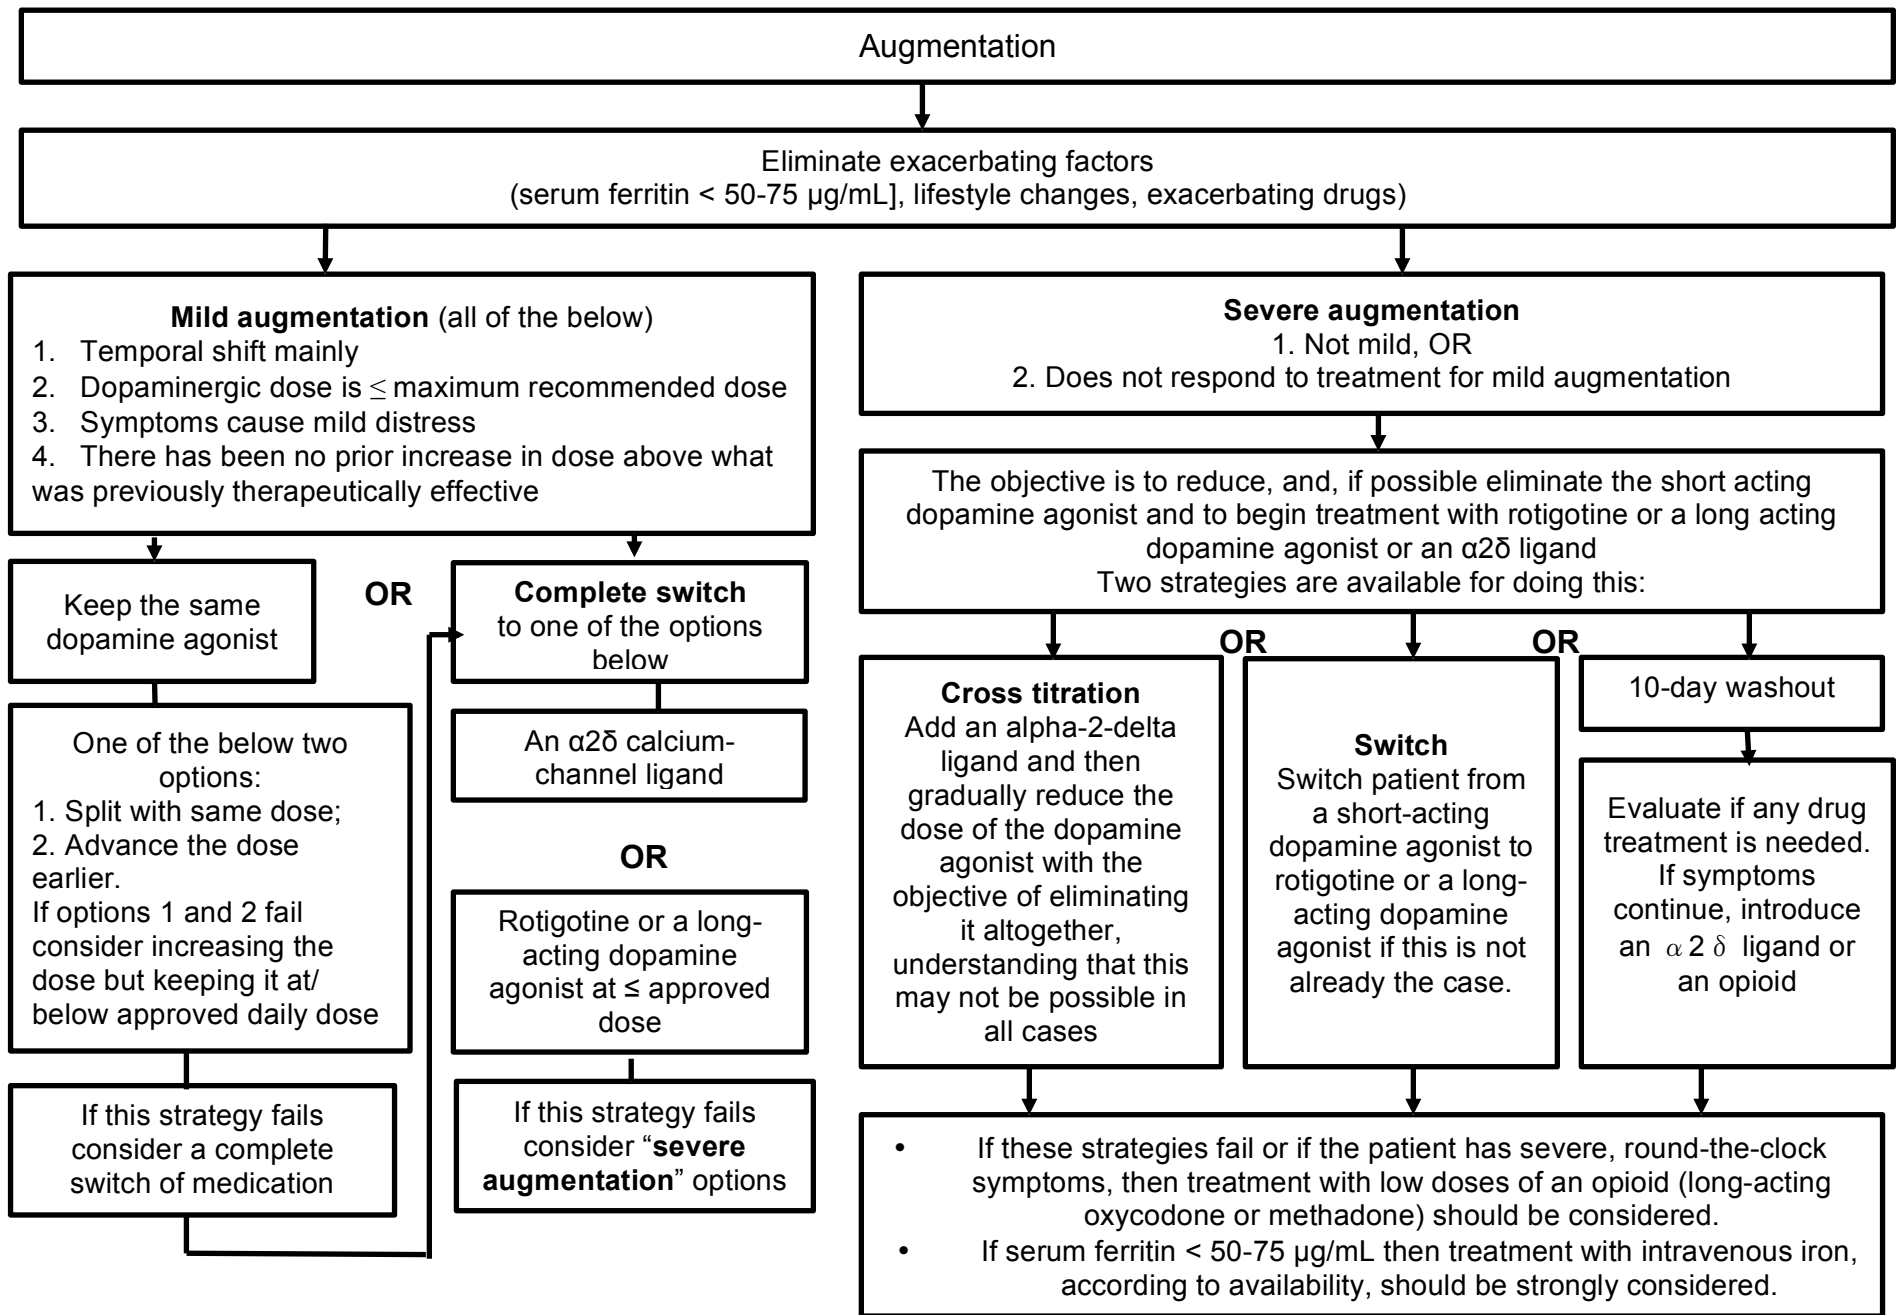 Augmentation
Eliminate exacerbating factors
(serum ferritin < 50-75 µg/mL], lifestyle changes, exacerbating drugs)
Mild augmentation (all of the below)
1. Temporal shift mainly
2. Dopaminergic dose is ≤ maximum recommended dose
3. Symptoms cause mild distress
4. There has been no prior increase in dose above what
was previously therapeutically effective
Keep the same
dopamine agonist
OR
Complete switch
to one of the options
below
One of the below two
options:
1. Split with same dose;
2. Advance the dose
earlier.
If options 1 and 2 fail
consider increasing the
dose but keeping it at/
below approved daily dose
If this strategy fails
consider a complete
switch of medication
An α2δ calcium-
channel ligand
OR
Rotigotine or a long-
acting dopamine
agonist at ≤ approved
dose
If this strategy fails
consider “severe
augmentation” options
Severe augmentation
1. Not mild, OR
2. Does not respond to treatment for mild augmentation
The objective is to reduce, and, if possible eliminate the short acting
dopamine agonist and to begin treatment with rotigotine or a long acting
dopamine agonist or an α2δ ligand
Two strategies are available for doing this:
Cross titration
Add an alpha-2-delta
ligand and then
gradually reduce the
dose of the dopamine
agonist with the
objective of eliminating
it altogether,
understanding that this
may not be possible in
all cases
OR
Switch
Switch patient from
a short-acting
dopamine agonist to
rotigotine or a long-
acting dopamine
agonist if this is not
already the case.
OR
10-day washout
Evaluate if any drug
treatment is needed.
If symptoms
continue, introduce
an α 2 δ ligand or
an opioid
• If these strategies fail or if the patient has severe, round-the-clock
symptoms, then treatment with low doses of an opioid (long-acting
oxycodone or methadone) should be considered.
• If serum ferritin < 50-75 µg/mL then treatment with intravenous iron,
according to availability, should be strongly considered.